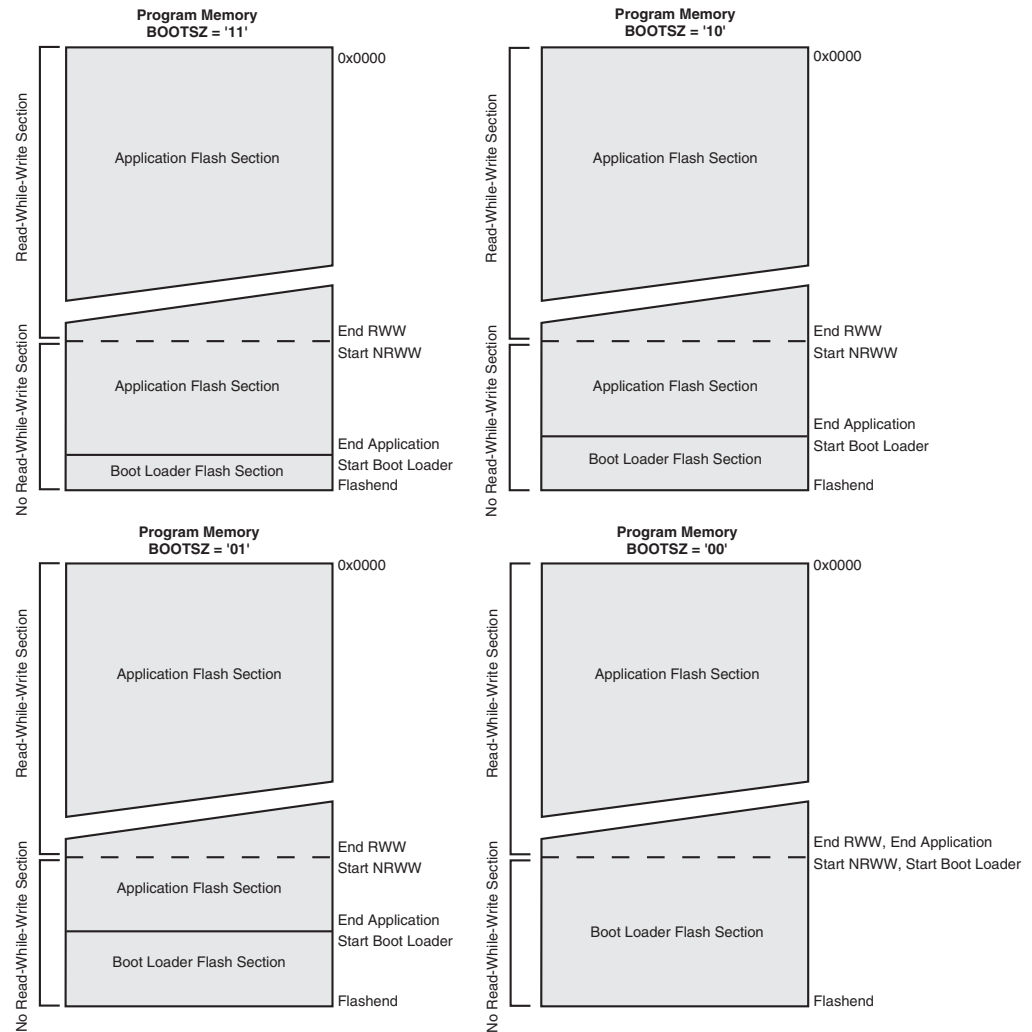 Program Memory
BOOTSZ = '11'
0x0000
Read-While-Write Section
Application Flash Section
End RWW
Start NRWW
No Read-While-Write Section
Application Flash Section
End Application
Start Boot Loader
Boot Loader Flash Section
Flashend
Program Memory
BOOTSZ = '10'
0x0000
Read-While-Write Section
Application Flash Section
End RWW
Start NRWW
No Read-While-Write Section
Application Flash Section
End Application
Start Boot Loader
Boot Loader Flash Section
Flashend
Program Memory
BOOTSZ = '01'
0x0000
Read-While-Write Section
Application Flash Section
End RWW
Start NRWW
No Read-While-Write Section
Application Flash Section
End Application
Start Boot Loader
Boot Loader Flash Section
Flashend
Program Memory
BOOTSZ = '00'
0x0000
Read-While-Write Section
Application Flash Section
End RWW, End Application
Start NRWW, Start Boot Loader
No Read-While-Write Section
Boot Loader Flash Section
Flashend